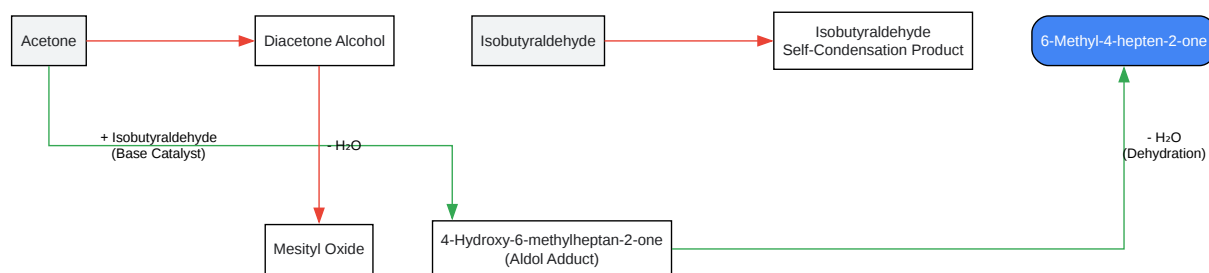 Acetone
Diacetone Alcohol
Isobutyraldehyde
Isobutyraldehyde
Self-Condensation Product
6-Methyl-4-hepten-2-one
+ Isobutyraldehyde
(Base Catalyst)
- H₂O
- H₂O
(Dehydration)
Mesityl Oxide
4-Hydroxy-6-methylheptan-2-one
(Aldol Adduct)